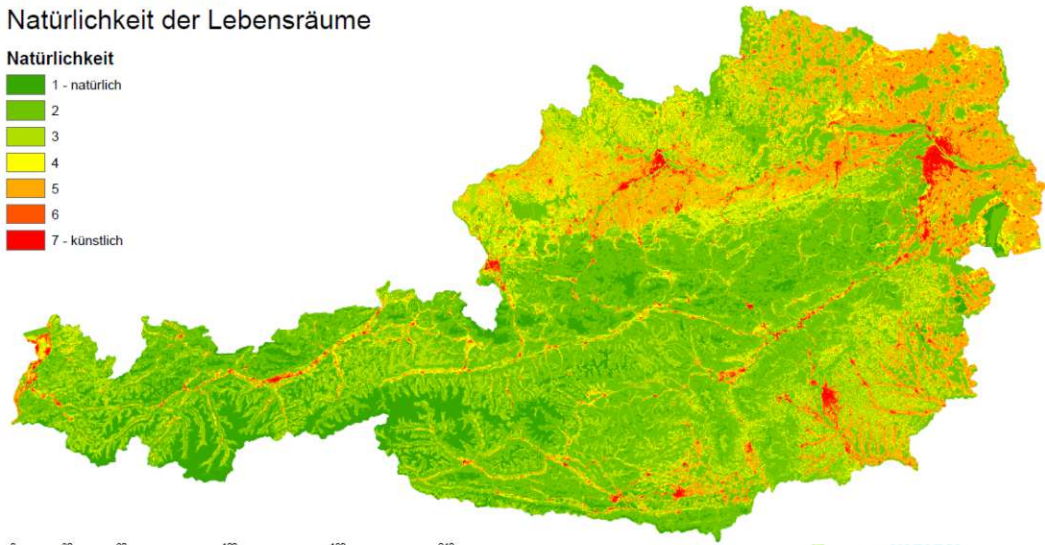 Natürlichkeit der Lebensräume
Natürlichkeit
1 - natürlich
2
3
4
5
6
7 - künstlich